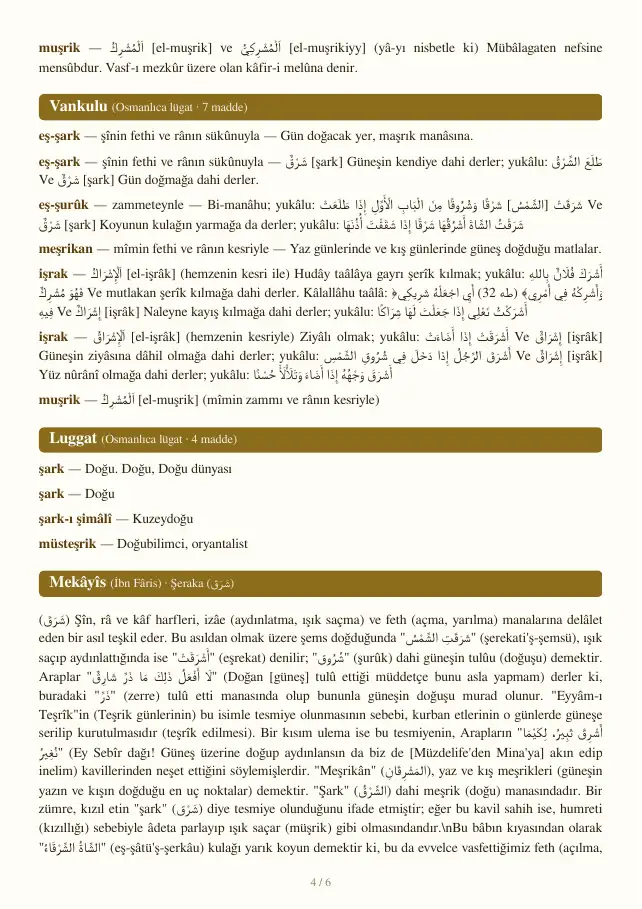 muşrik — اَلْمُشْرِكُ [el-muşrik] ve اَلْمُشْرِكِيُّ [el-muşrikiyy] (yâ-yı nisbetle ki) Mübâlagaten nefsine
mensûbdur. Vasf-ı mezkûr üzere olan kâfir-i melûna denir.
Vankulu (Osmanlıca lügat · 7 madde)
eş-şark — şînin fethi ve rânın sükûnuyla — Gün doğacak yer, maşrık manâsına.
eş-şark — şînin fethi ve rânın sükûnuyla — شَرْقٌ [şark] Güneşin kendiye dahi derler; yukâlu: طَلَعَ الشَّرْقُ
Ve شَرْقٌ [şark] Gün doğmağa dahi derler.
eş-şurûk — zammeteynle — Bi-manâhu; yukâlu: شَرَقَتْ [الشَّمْسُ] شَرْقًا وَشُرُوقًا مِنَ الْبَابِ الْأَوَّلِ إِذَا طَلَعَتْ Ve
شَرْقٌ [şark] Koyunun kulağın yarmağa da derler; yukâlu: شَرَقْتُ الشَّاةَ أَشْرُقُهَا شَرْقًا إِذَا شَقَقْتَ أُذُنَهَا
meşrikan — mîmin fethi ve rânın kesriyle — Yaz günlerinde ve kış günlerinde güneş doğduğu matlalar.
işrak — اَلْإِشْرَاكُ [el-işrâk] (hemzenin kesri ile) Hudây taâlâya gayrı şerîk kılmak; yukâlu: أَشْرَكَ فُلَانٌ بِاللهِ
فَهُوَ مُشْرِكٌ Ve mutlakan şerîk kılmağa dahi derler. Kâlallâhu taâlâ: ﴿وَأَشْرِكْهُ فِي أَمْرِي﴾ (طه 32) أَيِ اجْعَلْهُ شَرِيكِي
فِيهِ Ve إِشْرَاكٌ [işrâk] Naleyne kayış kılmağa dahi derler; yukâlu: أَشْرَكْتُ نَعْلِي إِذَا جَعَلْتَ لَهَا شِرَاكًا
işrak — اَلْإِشْرَاقُ [el-işrâk] (hemzenin kesriyle) Ziyâlı olmak; yukâlu: أَشْرَقَتْ إِذَا أَضَاءَتْ Ve إِشْرَاقٌ [işrâk]
Güneşin ziyâsına dâhil olmağa dahi derler; yukâlu: أَشْرَقَ الرَّجُلُ إِذَا دَخَلَ فِي شُرُوقِ الشَّمْسِ Ve إِشْرَاقٌ [işrâk]
Yüz nûrânî olmağa dahi derler; yukâlu: أَشْرَقَ وَجْهُهُ إِذَا أَضَاءَ وَتَلَأْلَأَ حُسْنًا
muşrik — اَلْمُشْرِكُ [el-muşrik] (mîmin zammı ve rânın kesriyle)
Luggat (Osmanlıca lügat · 4 madde)
şark — Doğu. Doğu, Doğu dünyası
şark — Doğu
şark-ı şimâlî — Kuzeydoğu
müsteşrik — Doğubilimci, oryantalist
Mekâyîs (İbn Fâris) · Şeraka (شَرَقَ)
(شَرَقَ) Şîn, râ ve kâf harfleri, izâe (aydınlatma, ışık saçma) ve feth (açma, yarılma) manalarına delâlet
eden bir asıl teşkil eder. Bu asıldan olmak üzere şems doğduğunda "شَرَقَتِ الشَّمْسُ" (şerekati'ş-şemsü), ışık
saçıp aydınlattığında ise "أَشْرَقَتْ" (eşrekat) denilir; "شُرُوق" (şurûk) dahi güneşin tulûu (doğuşu) demektir.
Araplar "لَا أَفْعَلُ ذَلِكَ مَا ذَرَّ شَارِقٌ" (Doğan [güneş] tulû ettiği müddetçe bunu asla yapmam) derler ki,
buradaki "ذَرَّ" (zerre) tulû etti manasında olup bununla güneşin doğuşu murad olunur. "Eyyâm-ı
Teşrîk"in (Teşrik günlerinin) bu isimle tesmiye olunmasının sebebi, kurban etlerinin o günlerde güneşe
serilip kurutulmasıdır (teşrîk edilmesi). Bir kısım ulema ise bu tesmiyenin, Arapların "أَشْرِقْ ثَبِيرُ، لِكَيْمَا
نُغِيرُ" (Ey Sebîr dağı! Güneş üzerine doğup aydınlansın da biz de [Müzdelife'den Mina'ya] akın edip
inelim) kavillerinden neşet ettiğini söylemişlerdir. "Meşrikân" (المَشْرِقَانِ), yaz ve kış meşrikleri (güneşin
yazın ve kışın doğduğu en uç noktalar) demektir. "Şark" (الشَّرْقُ) dahi meşrik (doğu) manasındadır. Bir
zümre, kızıl etin "şark" (شَرْق) diye tesmiye olunduğunu ifade etmiştir; eğer bu kavil sahih ise, humreti
(kızıllığı) sebebiyle âdeta parlayıp ışık saçar (müşrik) gibi olmasındandır.\nBu bâbın kıyasından olarak
"الشَّاةُ الشَّرْقَاءُ" (eş-şâtü'ş-şerkâu) kulağı yarık koyun demektir ki, bu da evvelce vasfettiğimiz feth (açılma,
4 / 6